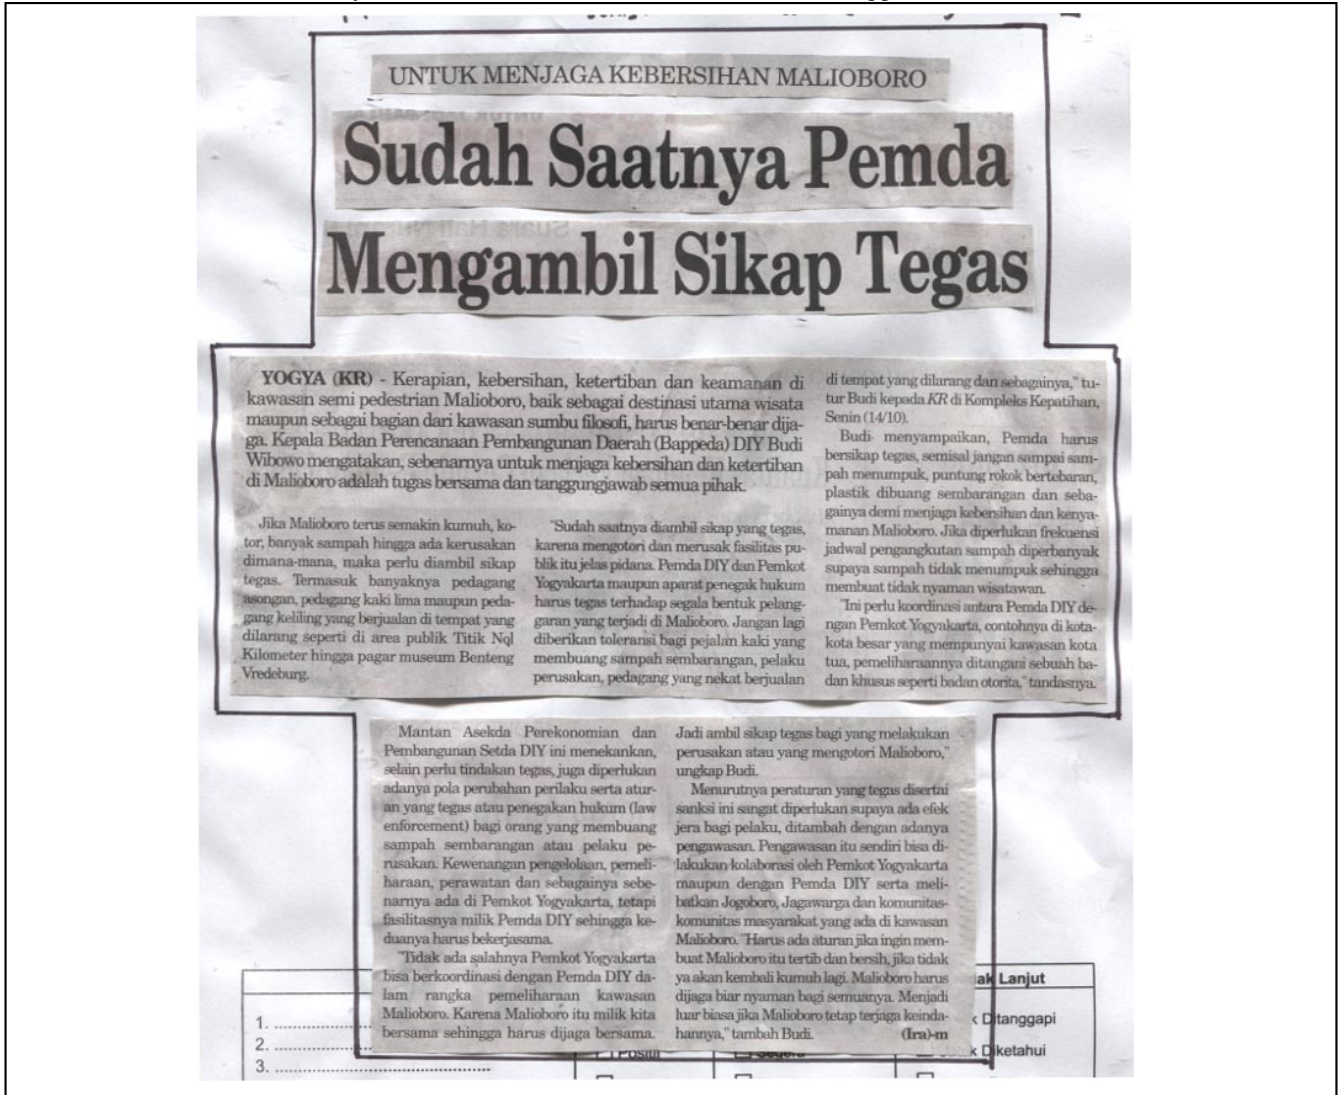 UNTUK MENJAGA KEBERSIHAN MALIOBORO
Sudah Saatnya Pemda
Mengambil Sikap Tegas
YOGYA (KR) - Kerapian, kebersihan, ketertiban dan keamanan di
kawasan semi pedestrian Malioboro, baik sebagai destinasi utama wisata
maupun sebagai bagian dari kawasan sumbu filosofi, harus benar-benar dija-
ga. Kepala Badan Perencanaan Pembangunan Daerah (Bappeda) DIY Budi
Wibowo mengatakan, sebenarnya untuk menjaga kebersihan dan ketertiban
di Malioboro adalah tugas bersama dan tanggungjawab semua pihak.
Jika Malioboro terus semakin kumuh, ko-
tor, banyak sampah hingga ada kerusakan
dimana-mana, maka perlu diambil sikap
tegas. Termasuk banyaknya pedagang
asongan, pedagang kaki lima maupun peda-
gang keliling yang berjualan di tempat yang
dilarang seperti di area publik Titik Nol
Kilometer hingga pagar museum Benteng
Vredeburg.
"Sudah saatnya diambil sikap yang tegas,
karena mengotori dan merusak fasilitas pu-
blik itu jelas pidana. Pemda DIY dan Pemkot
Yogyakarta maupun aparat penegak hukum
harus tegas terhadap segala bentuk pelang-
garan yang terjadi di Malioboro. Jangan lagi
diberikan toleransi bagi pejalan kaki yang
membuang sampah sembarangan, pelaku
perusakan, pedagang yang nekat berjualan
di tempat yang dilarang dan sebagainya," tu-
tur Budi kepada KR di Kompleks Kepatihan,
Senin (14/10).
Budi menyampaikan, Pemda harus
bersikap tegas, semisal jangan sampai sam-
pah menumpuk, puntung rokok bertebaran,
plastik dibuang sembarangan dan seba-
gainya demi menjaga kebersihan dan kenya-
manan Malioboro. Jika diperlukan frekuensi
jadwal pengangkutan sampah diperbanyak
supaya sampah tidak menumpuk sehingga
membuat tidak nyaman wisatawan.
"Ini perlu koordinasi antara Pemda DIY de-
ngan Pemkot Yogyakarta, contohnya di kota-
kota besar yang mempunyai kawasan kota
tua, pemeliharaannya ditangani sebuah ba-
dan khusus seperti badan otorita," tandasnya.
Mantan Asekda Perekonomian dan
Pembangunan Setda DIY ini menekankan,
selain perlu tindakan tegas, juga diperlukan
adanya pola perubahan perilaku serta atur-
an yang tegas atau penegakan hukum (law
enforcement) bagi orang yang membuang
sampah sembarangan atau pelaku pe-
rusakan. Kewenangan pengelolaan, pemeli-
haraan, perawatan dan sebagainya sebe-
narnya ada di Pemkot Yogyakarta, tetapi
fasilitasnya milik Pemda DIY sehingga ke-
duanya harus bekerjasama.
"Tidak ada salahnya Pemkot Yogyakarta
bisa berkoordinasi dengan Pemda DIY da-
lam rangka pemeliharaan kawasan
Malioboro. Karena Malioboro itu milik kita
bersama sehingga harus dijaga bersama.
Jadi ambil sikap tegas bagi yang melakukan
perusakan atau yang mengotori Malioboro,"
ungkap Budi.
Menurutnya peraturan yang tegas disertai
sanksi ini sangat diperlukan supaya ada efek
jera bagi pelaku, ditambah dengan adanya
pengawasan. Pengawasan itu sendiri bisa di-
lakukan kolaborasi oleh Pemkot Yogyakarta
maupun dengan Pemda DIY serta meli-
batkan Jogoboro, Jagawarga dan komunitas-
komunitas masyarakat yang ada di kawasan
Malioboro. "Harus ada aturan jika ingin mem-
buat Malioboro itu tertib dan bersih, jika tidak
ya akan kembali kumuh lagi. Malioboro harus
dijaga biar nyaman bagi semuanya. Menjadi
luar biasa jika Malioboro tetap terjaga keinda-
hannya," tambah Budi. (Ira)-m
ak Lanjut
1. ....................
k Ditanggapi
2. ....................
k Diketahui
3. ....................